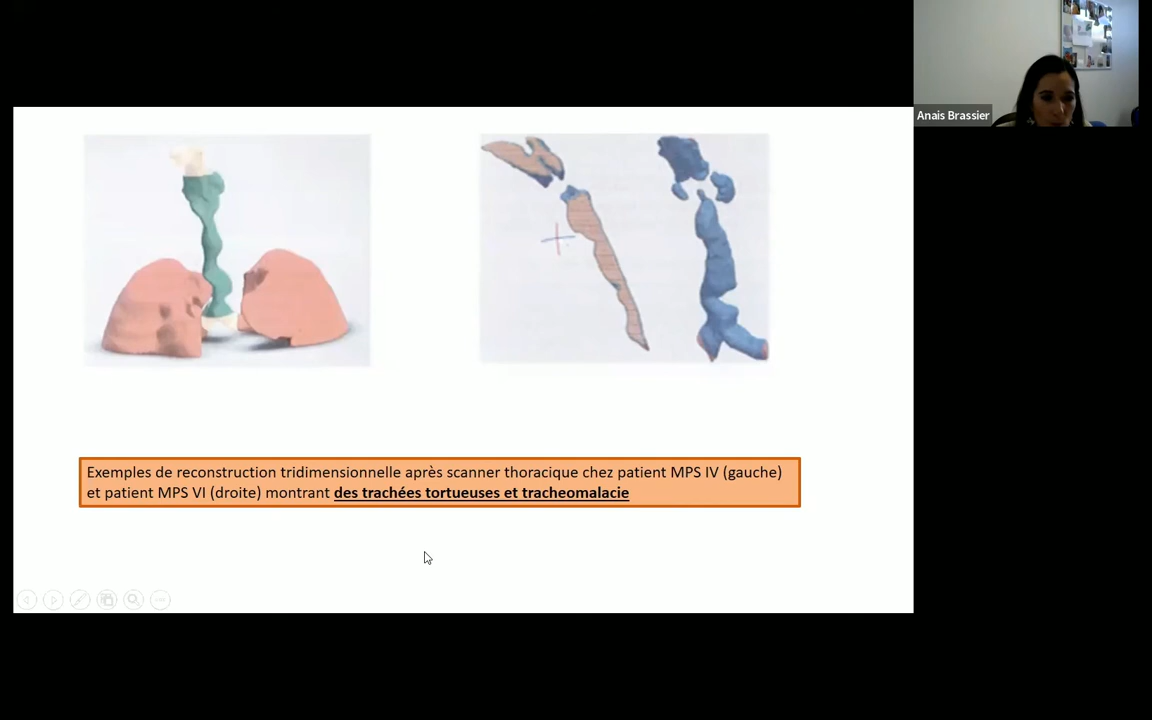 Anais Brassier
Exemples de reconstruction tridimensionnelle après scanner thoracique chez patient MPS IV (gauche)
et patient MPS VI (droite) montrant des trachées tortueuses et tracheomalacie